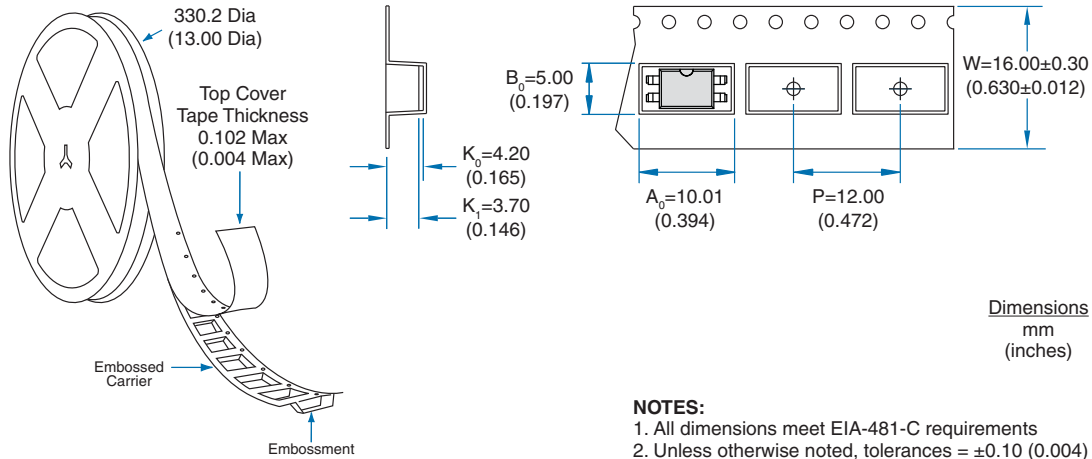 330.2 Dia
(13.00 Dia)
Top Cover
Tape Thickness
0.102 Max
(0.004 Max)
Embossed
Carrier
Embossment
K₀=4.20
(0.165)
K₁=3.70
(0.146)
B₀=5.00
(0.197)
A₀=10.01
(0.394)
P=12.00
(0.472)
W=16.00±0.30
(0.630±0.012)
Dimensions
mm
(inches)
NOTES:
1. All dimensions meet EIA-481-C requirements
2. Unless otherwise noted, tolerances = ±0.10 (0.004)